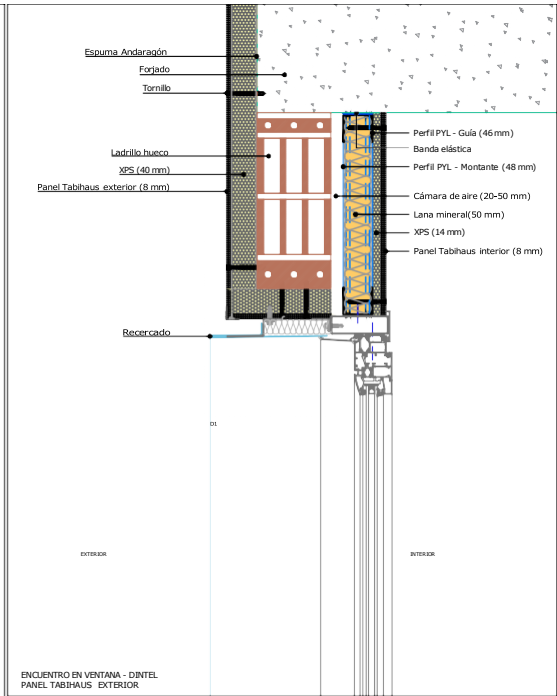 Espuma Andaragón
Forjado
Tornillo
Ladrillo hueco
XPS (40 mm)
Panel Tabihaus exterior (8 mm)
Recercado
Perfil PYL - Guía (46 mm)
Banda elástica
Perfil PYL - Montante (48 mm)
Cámara de aire (20-50 mm)
Lana mineral(50 mm)
XPS (14 mm)
Panel Tabihaus interior (8 mm)
D1
EXTERIOR
INTERIOR
ENCUENTRO EN VENTANA - DINTEL
PANEL TABIHAUS EXTERIOR